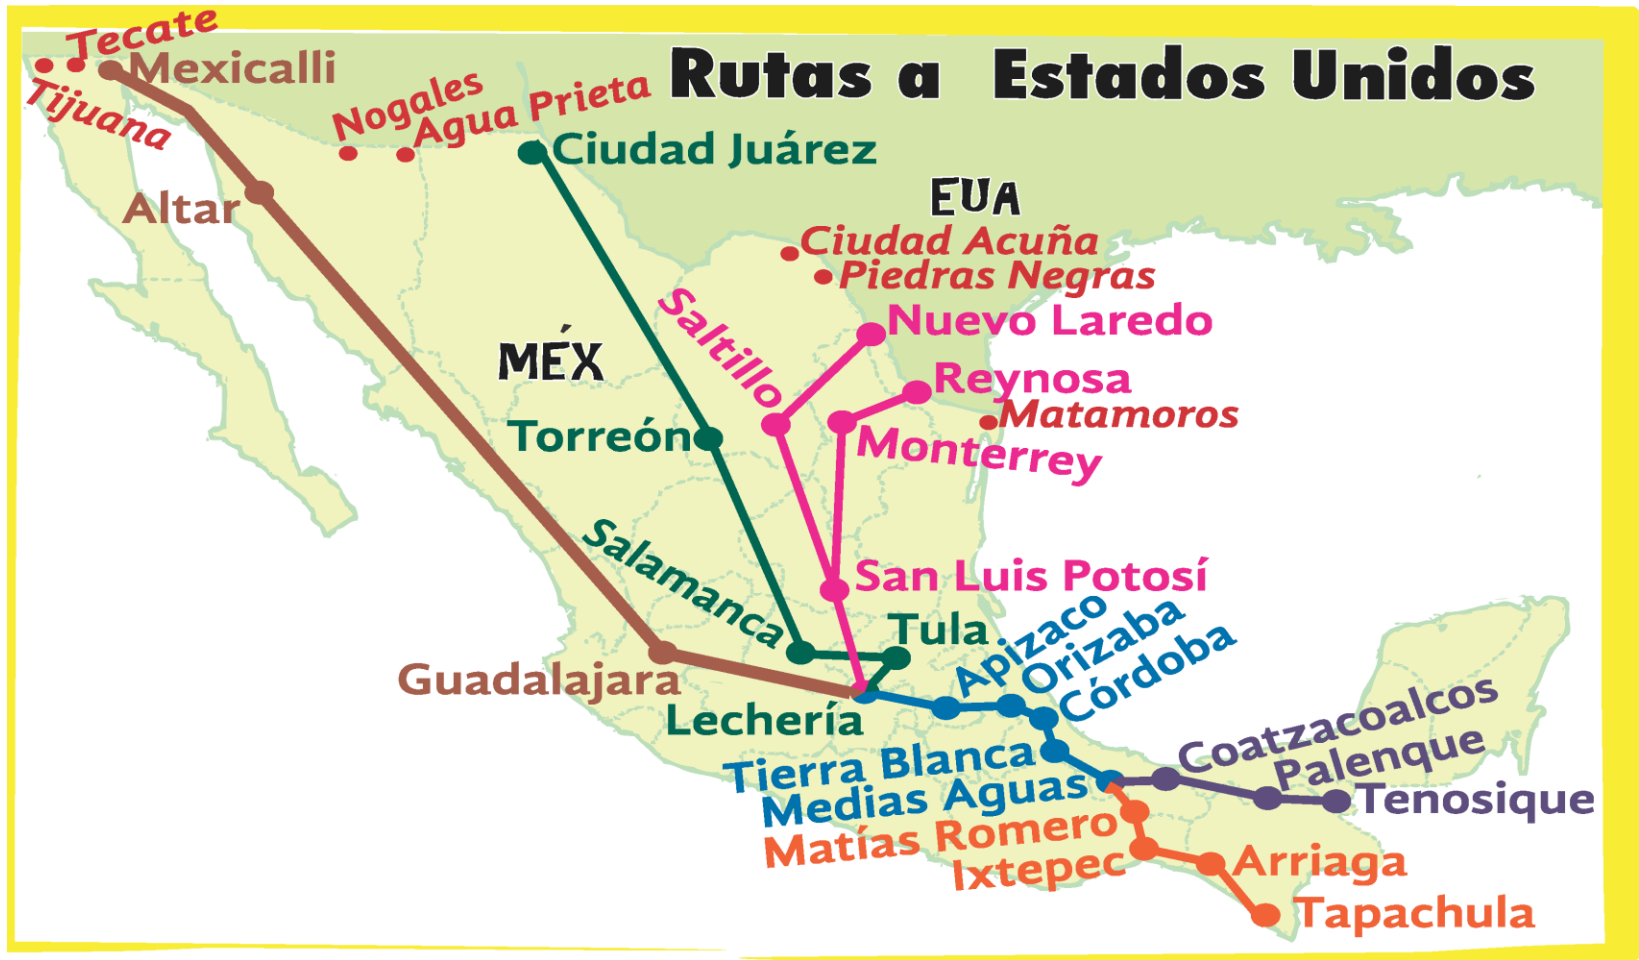 Rutas a Estados Unidos
Tecate
Mexicalli
Tijuana
Nogales
Agua Prieta
Ciudad Juárez
Altar
EUA
Ciudad Acuña
Piedras Negras
Saltillo
Nuevo Laredo
MÉX
Reynosa
Matamoros
Torreón
Monterrey
Salamanca
San Luis Potosí
Tula
Apizaco
Orizaba
Córdoba
Guadalajara
Lechería
Coatzacoalcos
Palenque
Tierra Blanca
Medias Aguas
Tenosique
Matías Romero
Ixtepec
Arriaga
Tapachula